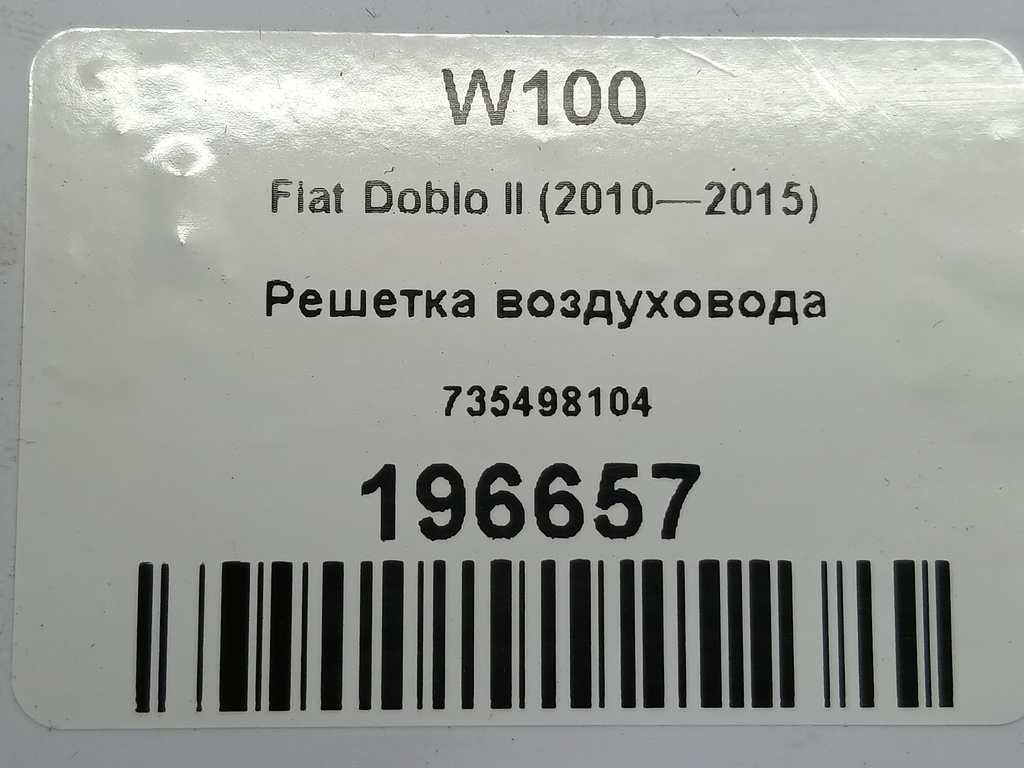 W100
Fiat Doblo II (2010—2015)
Решетка воздуховода
735498104
196657